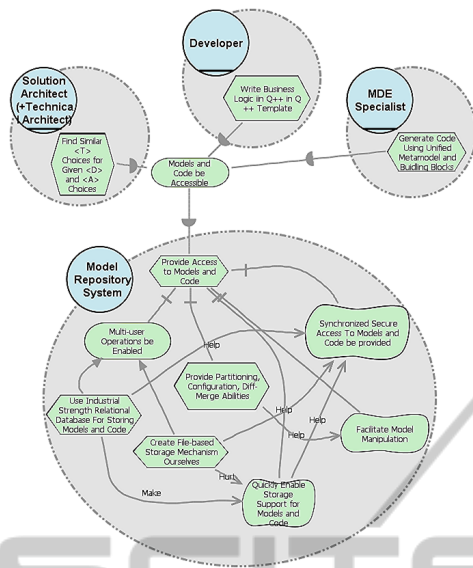 Developer
Solution
Architect
(+Technica
l Architect)
MDE
Specialist
Write Business
Logic iin Q++ in Q
++ Template
Find Similar
<T>
Choices for
Given <D>
and <A>
Choices
Models and
Code be
Accessible
Generate Code
Using Unified
Metamodel and
Buidling Blocks
Model
Repository
System
Provide Access
to Models and
Code
Multi-user
Operations be
Enabled
Synchronized Secure
Access To Models and
Code be provided
Help
Provide Partitioning,
Configuration, Diff-
Merge Abilities
Use Industrial
Strength Relational
Database For Storing
Models and Code
Help
Help
Help
Facilitate Model
Manipulation
Create File-based
Storage Mechanism
Ourselves
Hurt
Make
Quickly Enable
Storage
Support for
Models and
Code
SCITE